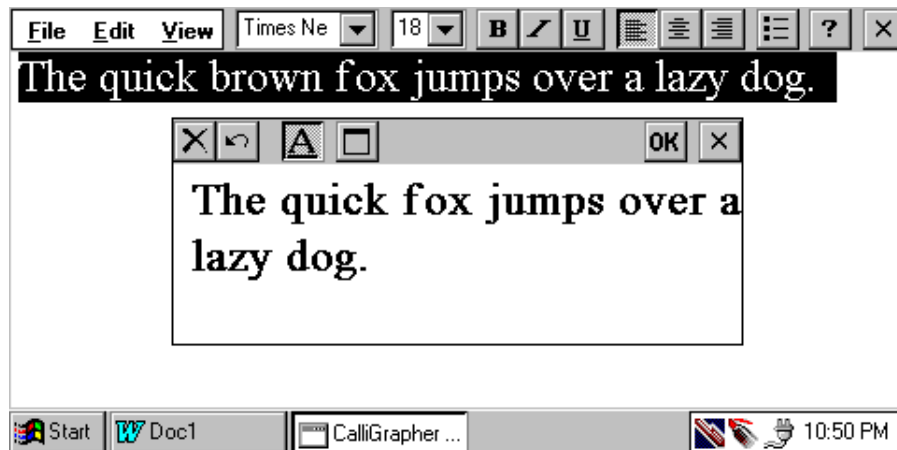 File Edit View Times Ne 18 B I U ?
The quick brown fox jumps over a lazy dog.
A OK
The quick fox jumps over a
lazy dog.
Start Doc1 CalliGrapher ... 10:50 PM